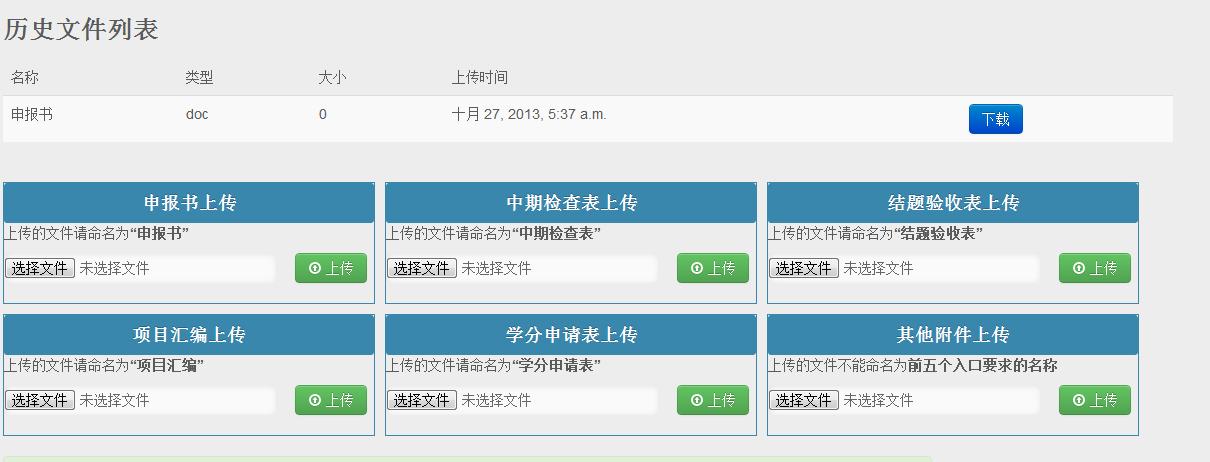 历史文件列表
名称 类型 大小 上传时间
申报书 doc 0 十月 27, 2013, 5:37 a.m. 下载
申报书上传 中期检查表上传 结题验收表上传
上传的文件请命名为“申报书” 上传的文件请命名为“中期检查表” 上传的文件请命名为“结题验收表”
选择文件 未选择文件 上传 选择文件 未选择文件 上传 选择文件 未选择文件 上传
项目汇编上传 学分申请表上传 其他附件上传
上传的文件请命名为“项目汇编” 上传的文件请命名为“学分申请表” 上传的文件不能命名为前五个入口要求的名称
选择文件 未选择文件 上传 选择文件 未选择文件 上传 选择文件 未选择文件 上传